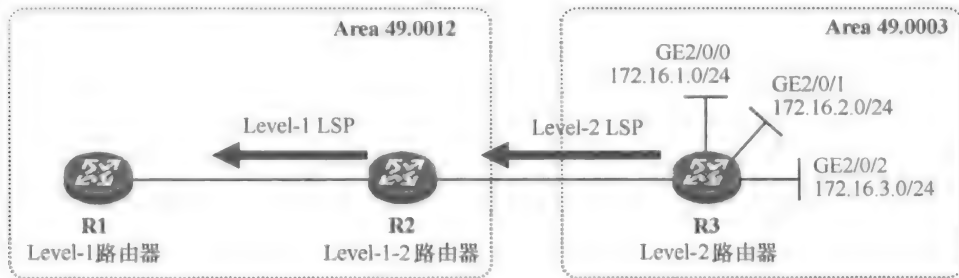 Area 49.0012
Area 49.0003
GE2/0/0
172.16.1.0/24
GE2/0/1
172.16.2.0/24
Level-1 LSP
Level-2 LSP
GE2/0/2
172.16.3.0/24
R1
Level-1路由器
R2
Level-1-2 路由器
R3
Level-2 路由器